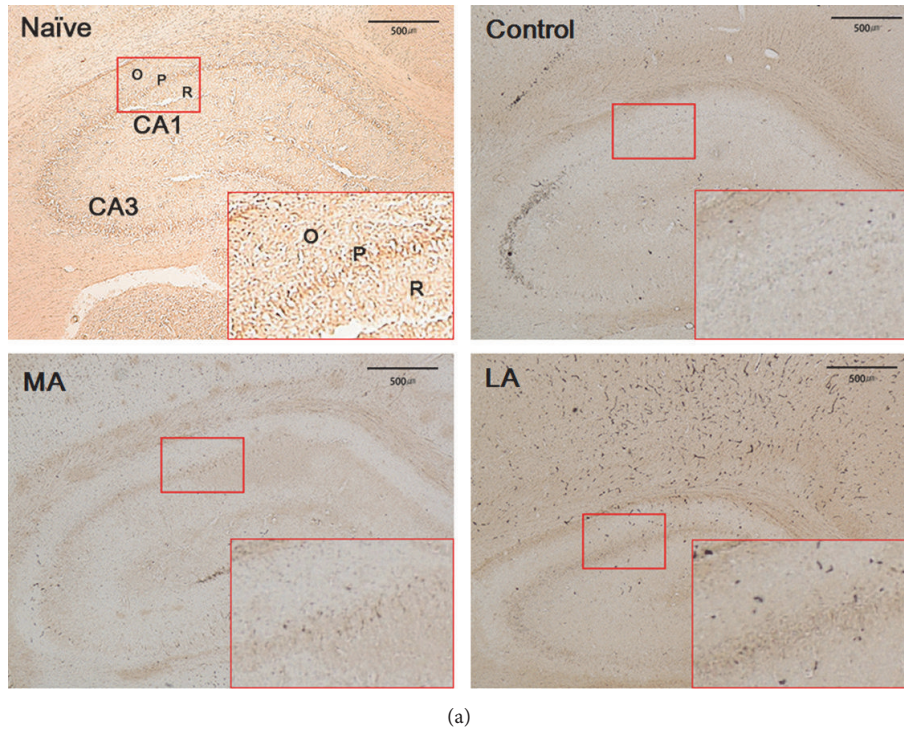 Naïve
500㎛
O
P
R
CA1
CA3
O
P
R
Control
500㎛
MA
500㎛
LA
500㎛
(a)